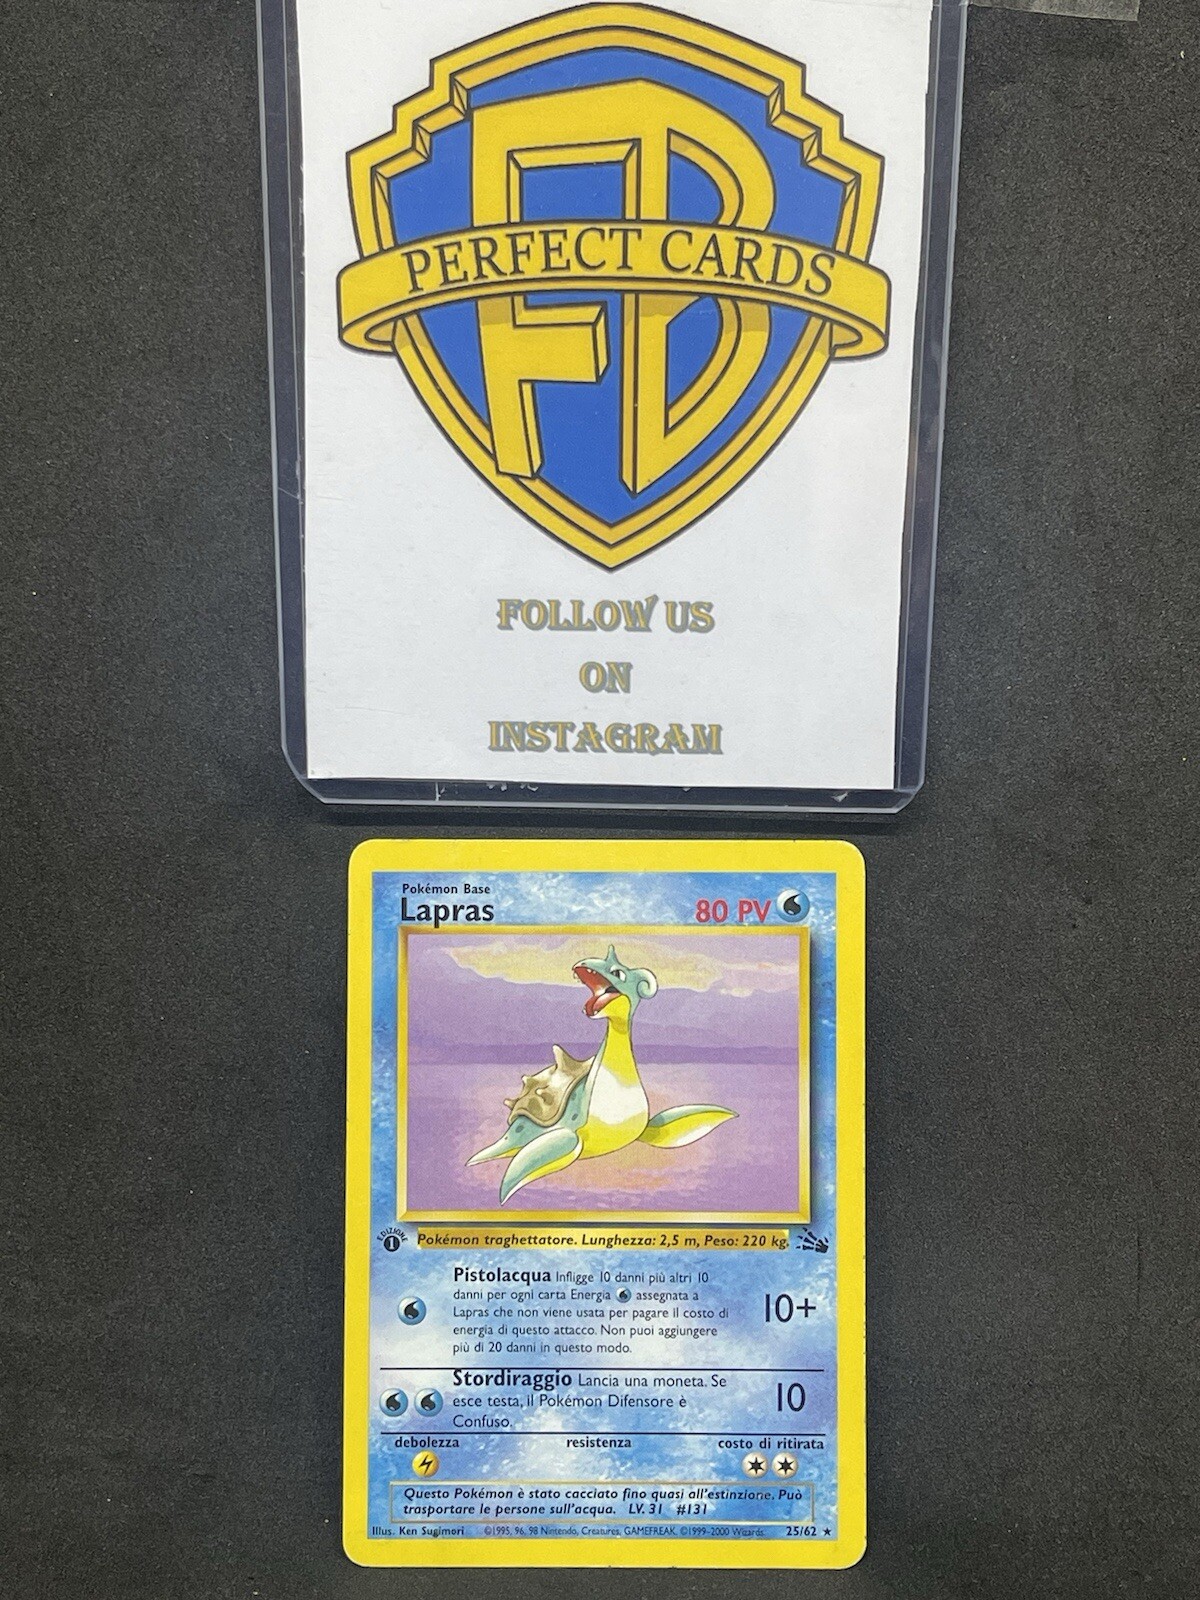 FB
PERFECT CARDS
FOLLOW US
ON
INSTAGRAM
Pokémon Base
Lapras
80 PV
EDIZIONE
1
Pokémon traghettatore. Lunghezza: 2,5 m, Peso: 220 kg.
Pistolacqua Infligge 10 danni più altri 10
danni per ogni carta Energia assegnata a
Lapras che non viene usata per pagare il costo di
energia di questo attacco. Non puoi aggiungere
più di 20 danni in questo modo.
10+
Stordiraggio Lancia una moneta. Se
esce testa, il Pokémon Difensore è
Confuso.
10
debolezza resistenza costo di ritirata
Questo Pokémon è stato cacciato fino quasi all'estinzione. Può
trasportare le persone sull'acqua. LV. 31 #131
Illus. Ken Sugimori ©1995, 96, 98 Nintendo, Creatures, GAMEFREAK. ©1999-2000 Wizards. 25/62 ★